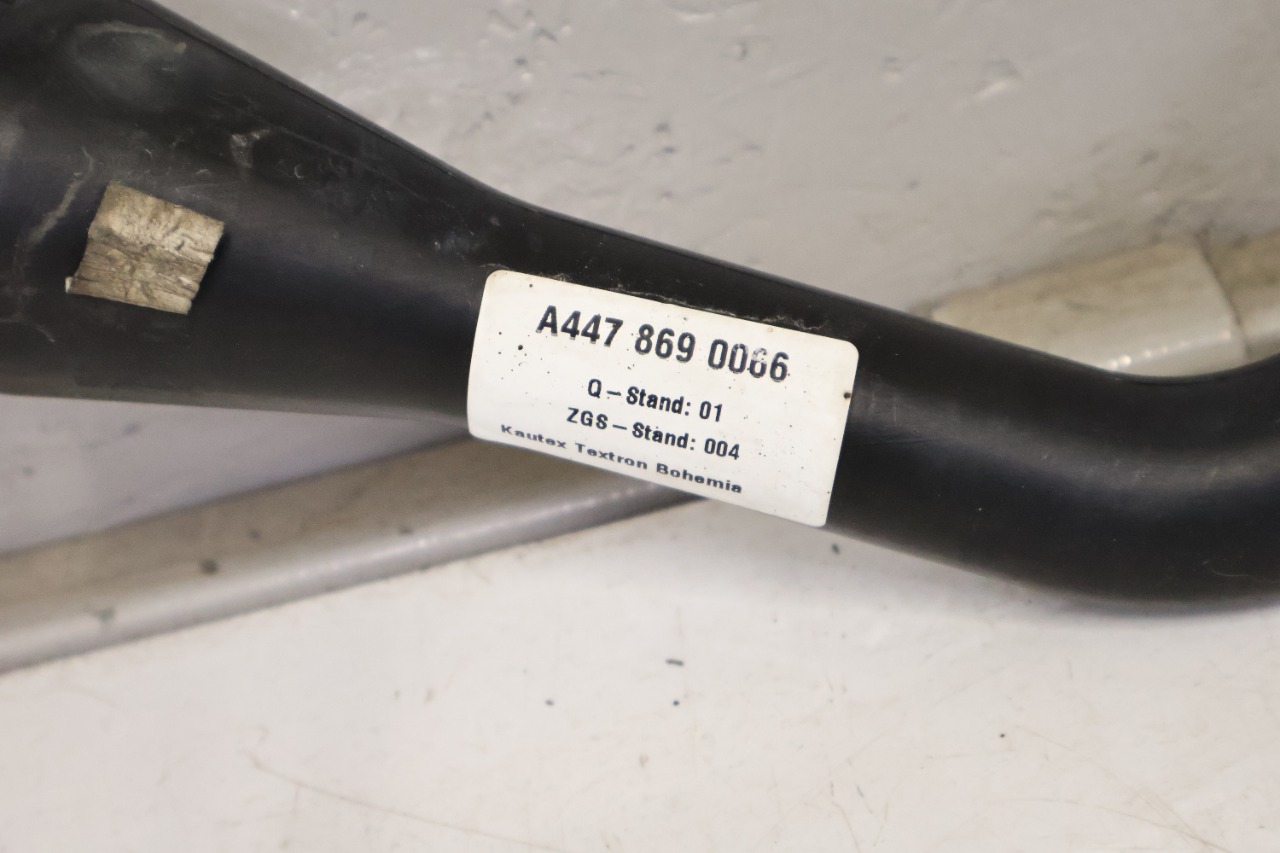 A447 869 0066
Q-Stand: 01
ZGS-Stand: 004
Kautex Textron Bohemia